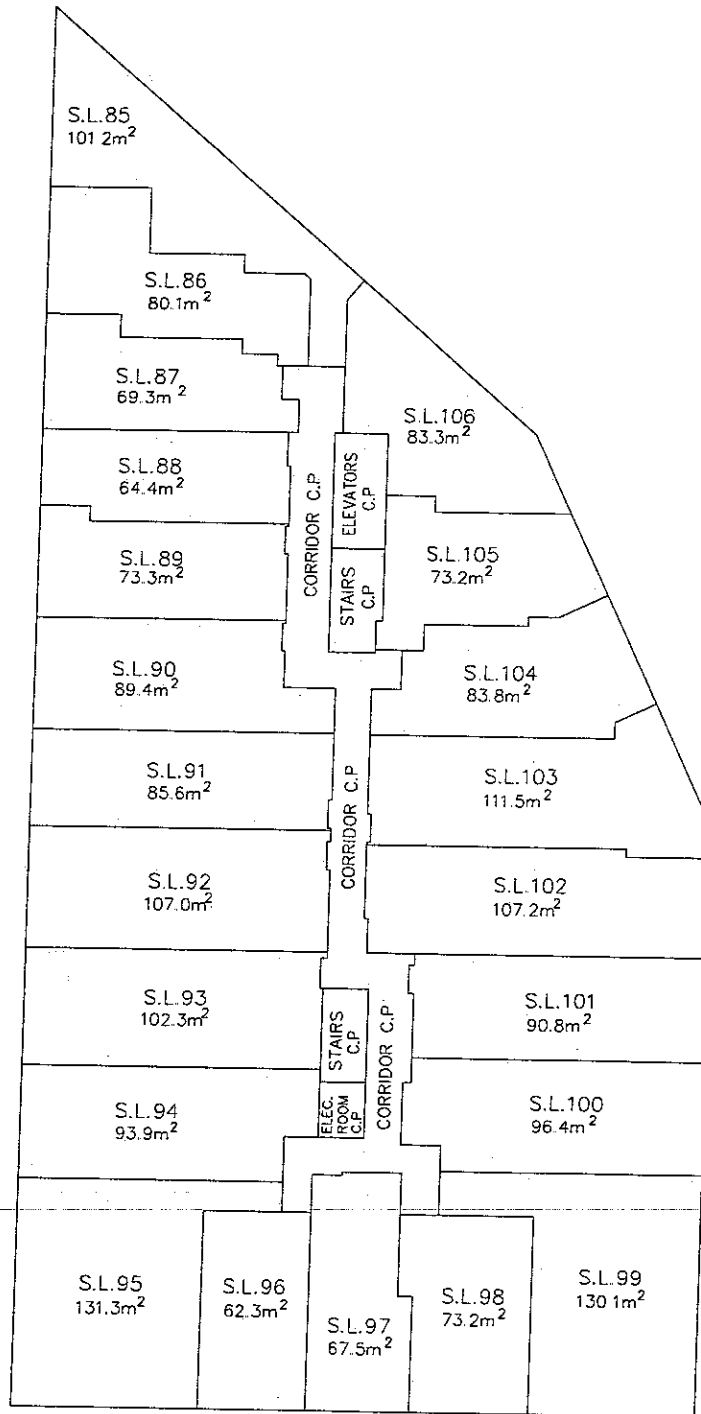 S.L.85
101.2m²
S.L.86
80.1m²
S.L.87
69.3m²
S.L.106
83.3m²
S.L.88
64.4m²
ELEVATORS
C.P
CORRIDOR C.P
S.L.89
73.3m²
S.L.105
73.2m²
STAIRS
C.P
S.L.90
89.4m²
S.L.104
83.8m²
S.L.91
85.6m²
CORRIDOR C.P
S.L.103
111.5m²
S.L.92
107.0m²
S.L.102
107.2m²
S.L.93
102.3m²
STAIRS
C.P
CORRIDOR C.P
S.L.101
90.8m²
S.L.94
93.9m²
ELEC.
ROOM
C.P
S.L.100
96.4m²
S.L.95
131.3m²
S.L.96
62.3m²
S.L.97
67.5m²
S.L.98
73.2m²
S.L.99
130.1m²